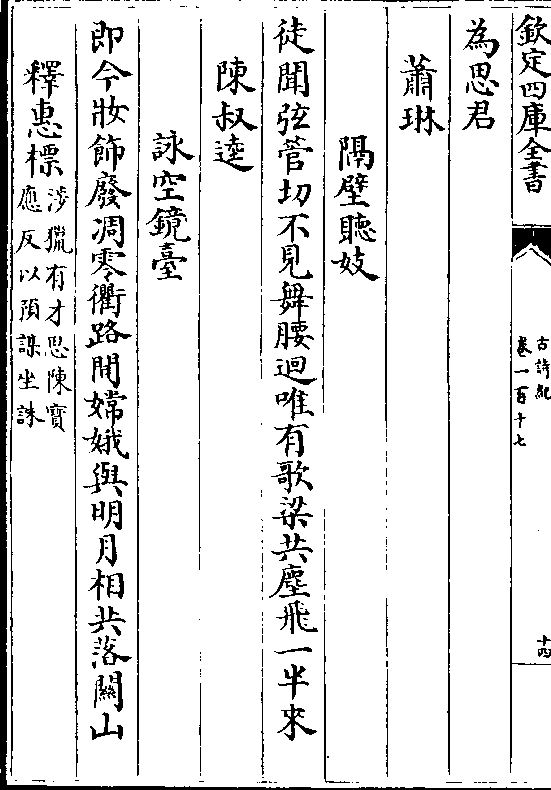 欽定四庫全書
古詩紀
卷一百十七
十四
為思君
蕭琳
隔壁聽妓
徒聞弦管切不見舞腰迴唯有歌梁共塵飛一半來
陳叔逵
詠空鏡臺
即今妝飾廢凋零衢路間嫦娥與明月相共落關山
釋惠標
涉獵有才思陳寶
應反以預謀坐誅